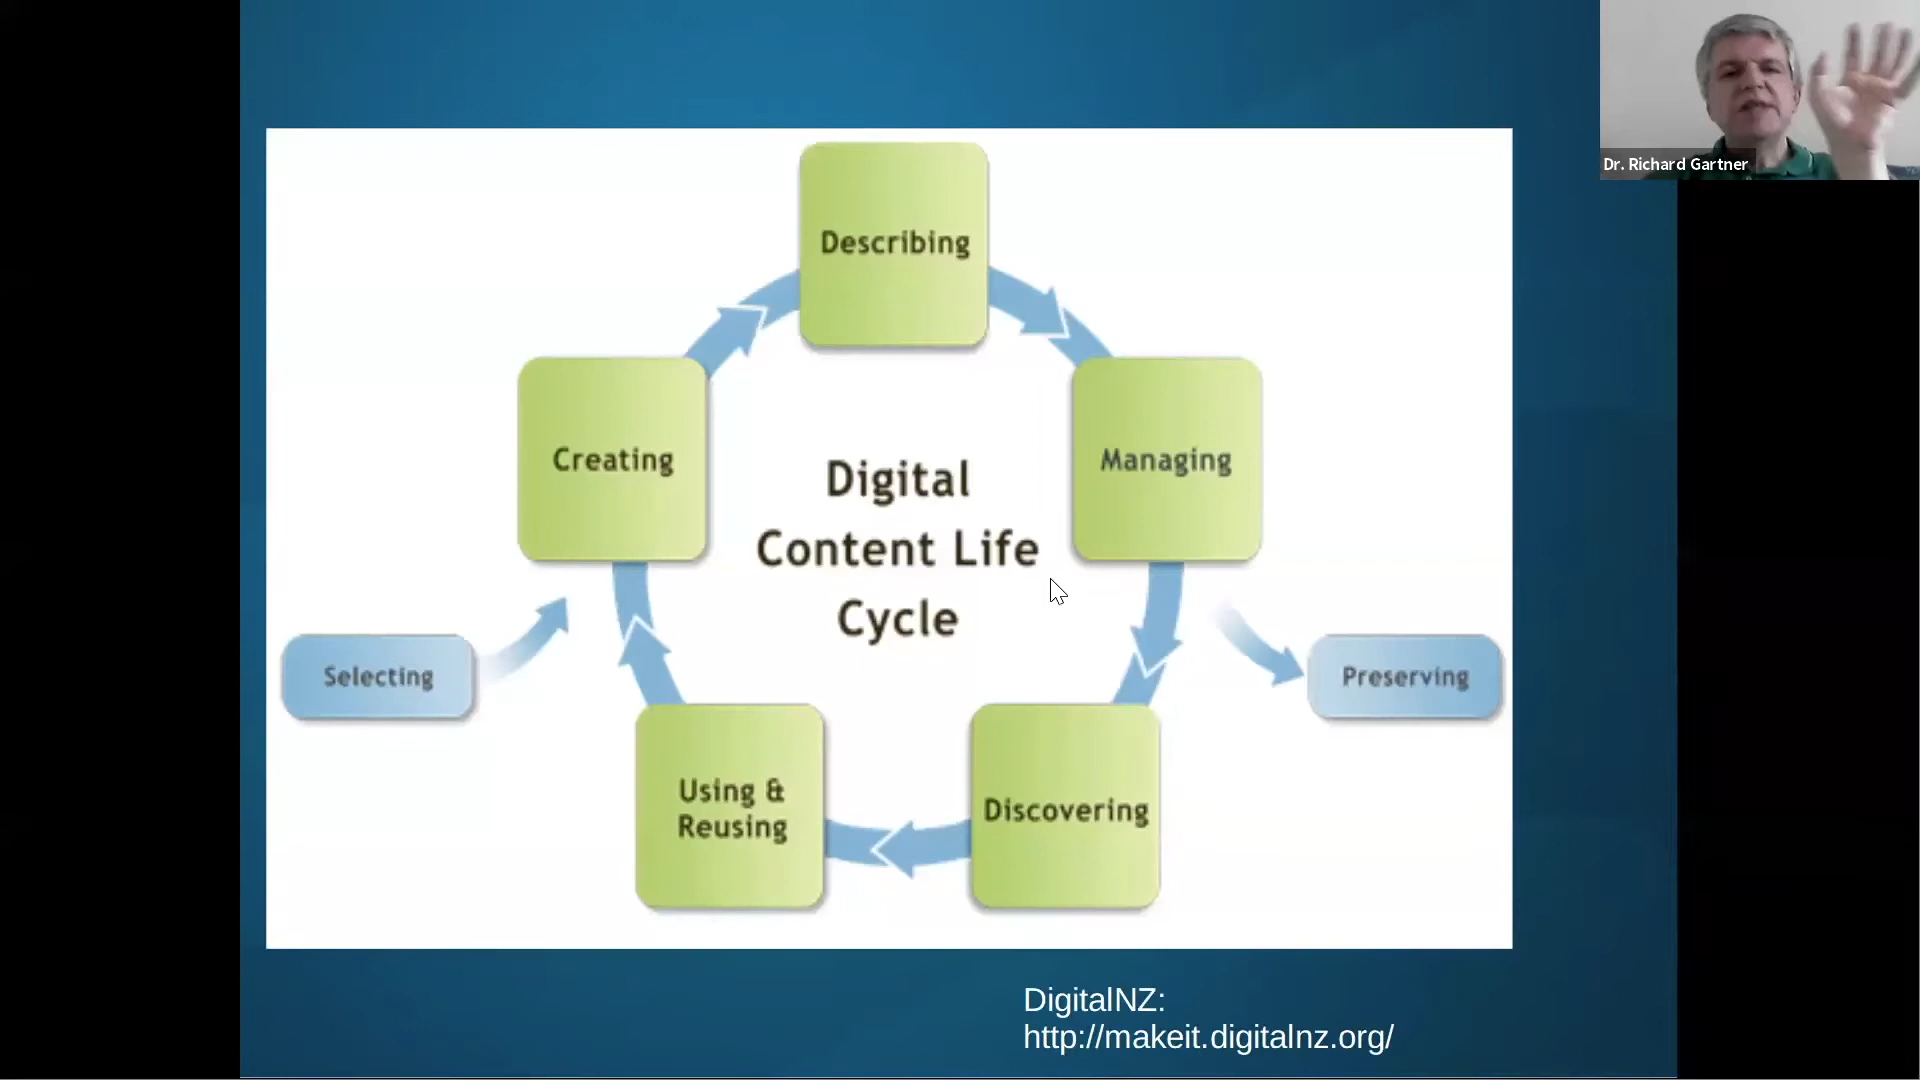 Dr. Richard Gartner
Describing
Creating
Managing
Digital
Content Life
Cycle
Selecting
Preserving
Using &
Reusing
Discovering
DigitalNZ:
http://makeit.digitalnz.org/